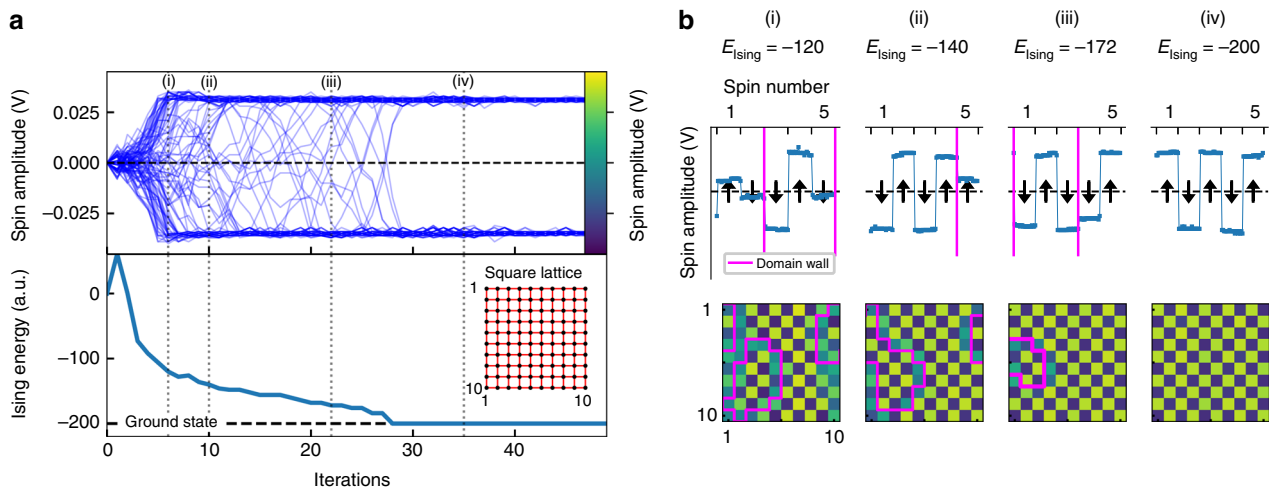 a
(i)
(ii)
(iii)
(iv)
0.025
0.000
−0.025
Spin amplitude (V)
Spin amplitude (V)
0
−100
−200
Ising energy (a.u.)
Ground state
Square lattice
1
10
1
10
0
10
20
30
40
Iterations
b
(i)
(ii)
(iii)
(iv)
E_Ising = −120
E_Ising = −140
E_Ising = −172
E_Ising = −200
Spin number
1
5
1
5
1
5
1
5
Spin amplitude (V)
Domain wall
1
10
1
10